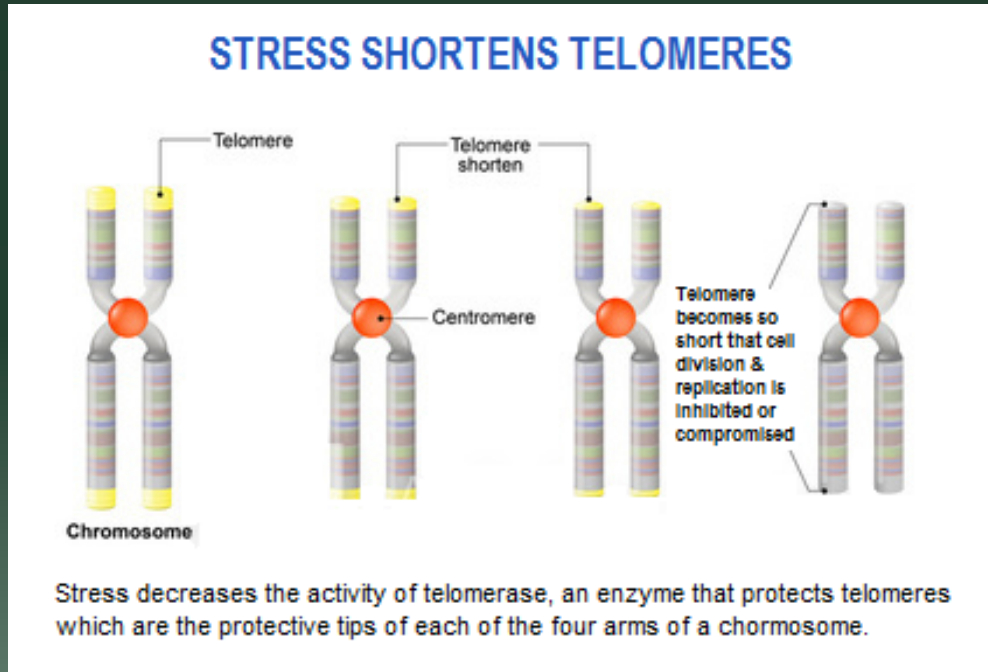 STRESS SHORTENS TELOMERES
Telomere
Telomere
shorten
Centromere
Telomere
becomes so
short that cell
division &
replication is
inhibited or
compromised
Chromosome
Stress decreases the activity of telomerase, an enzyme that protects telomeres
which are the protective tips of each of the four arms of a chormosome.